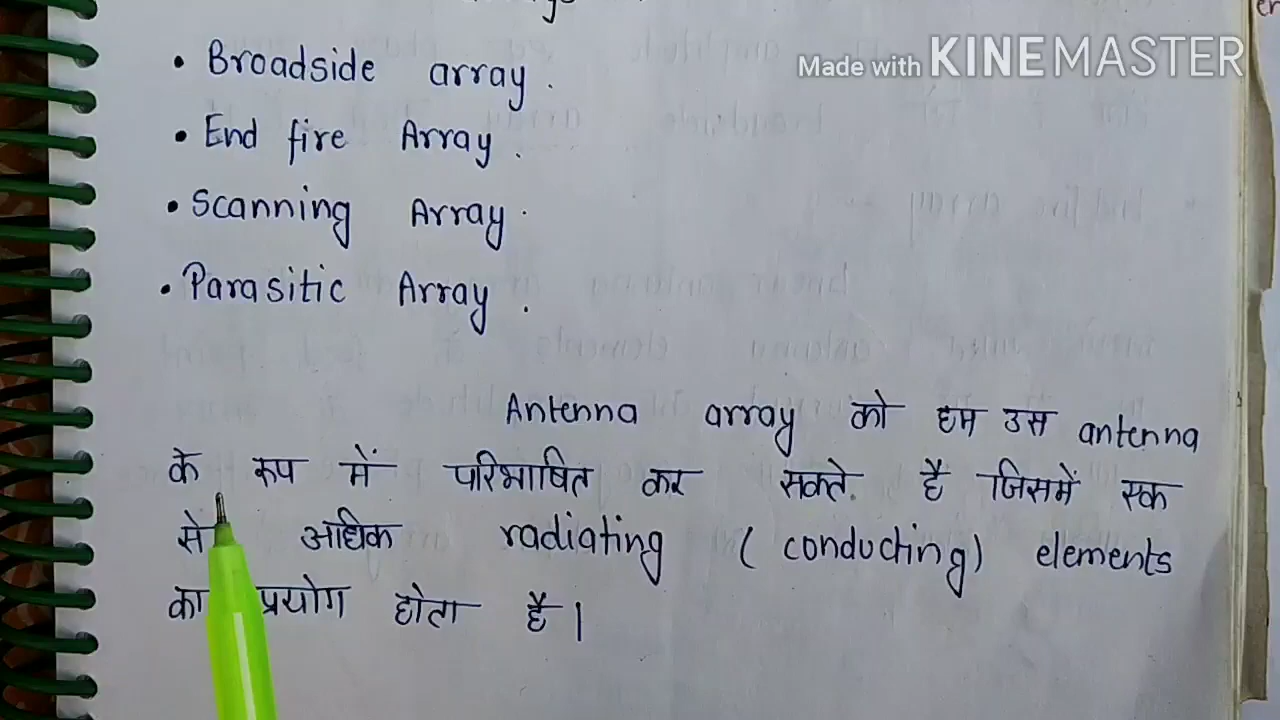 Made with KINEMASTER
• Broadside array.
• End fire Array.
• Scanning Array.
• Parasitic Array.
Antenna array को हम उस antenna
के रूप में परिभाषित कर सकते है जिसमें एक
से अधिक radiating (conducting) elements
का प्रयोग होता है।